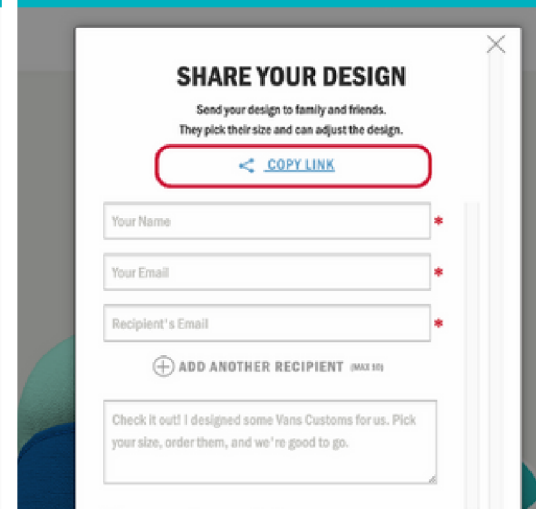 SHARE YOUR DESIGN
Send your design to family and friends.
They pick their size and can adjust the design.
COPY LINK
Your Name
*
Your Email
*
Recipient's Email
*
ADD ANOTHER RECIPIENT (MAX 10)
Check it out! I designed some Vans Customs for us. Pick
your size, order them, and we're good to go.